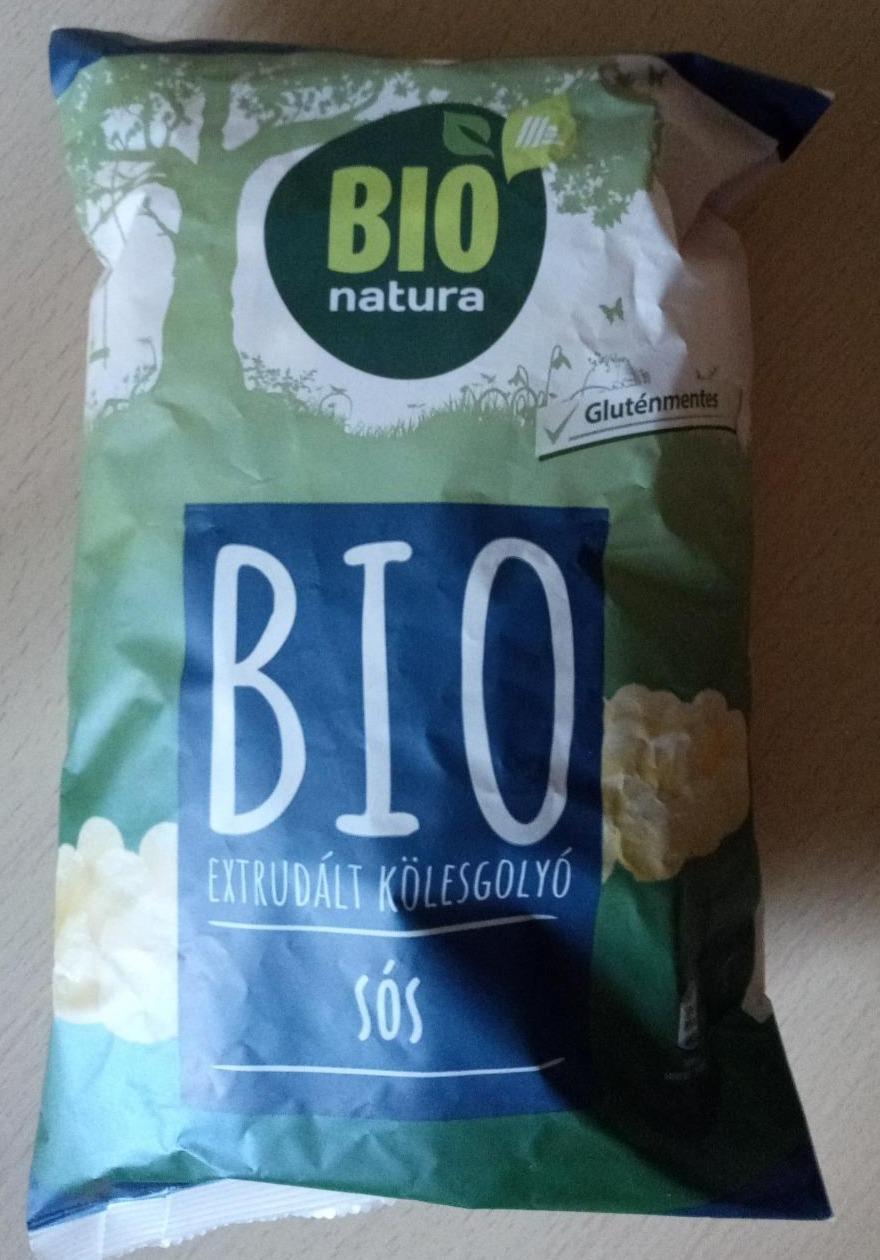 BIO
natura
Gluténmentes
BIO
EXTRUDÁLT KÖLESGOLYÓ
SÓS